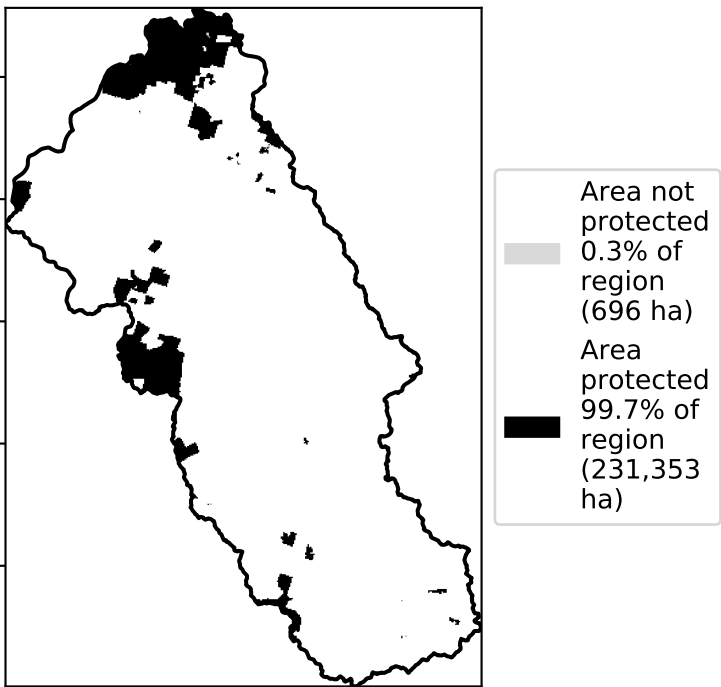 Area not
protected
0.3% of
region
(696 ha)
Area
protected
99.7% of
region
(231,353
ha)